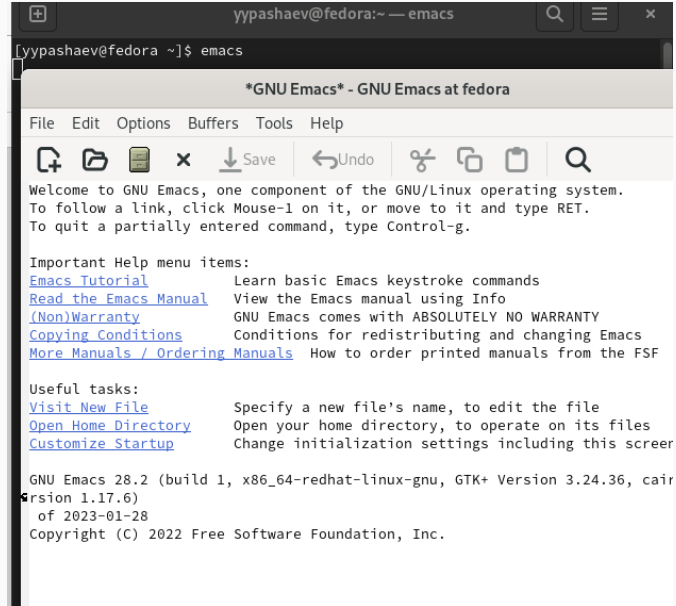 yypashaev@fedora:~ — emacs
[yypashaev@fedora ~]$ emacs
*GNU Emacs* - GNU Emacs at fedora
File Edit Options Buffers Tools Help
Save Undo
Welcome to GNU Emacs, one component of the GNU/Linux operating system.
To follow a link, click Mouse-1 on it, or move to it and type RET.
To quit a partially entered command, type Control-g.
Important Help menu items:
Emacs Tutorial Learn basic Emacs keystroke commands
Read the Emacs Manual View the Emacs manual using Info
(Non)Warranty GNU Emacs comes with ABSOLUTELY NO WARRANTY
Copying Conditions Conditions for redistributing and changing Emacs
More Manuals / Ordering Manuals How to order printed manuals from the FSF
Useful tasks:
Visit New File Specify a new file’s name, to edit the file
Open Home Directory Open your home directory, to operate on its files
Customize Startup Change initialization settings including this screen
GNU Emacs 28.2 (build 1, x86_64-redhat-linux-gnu, GTK+ Version 3.24.36, cair
rsion 1.17.6)
of 2023-01-28
Copyright (C) 2022 Free Software Foundation, Inc.